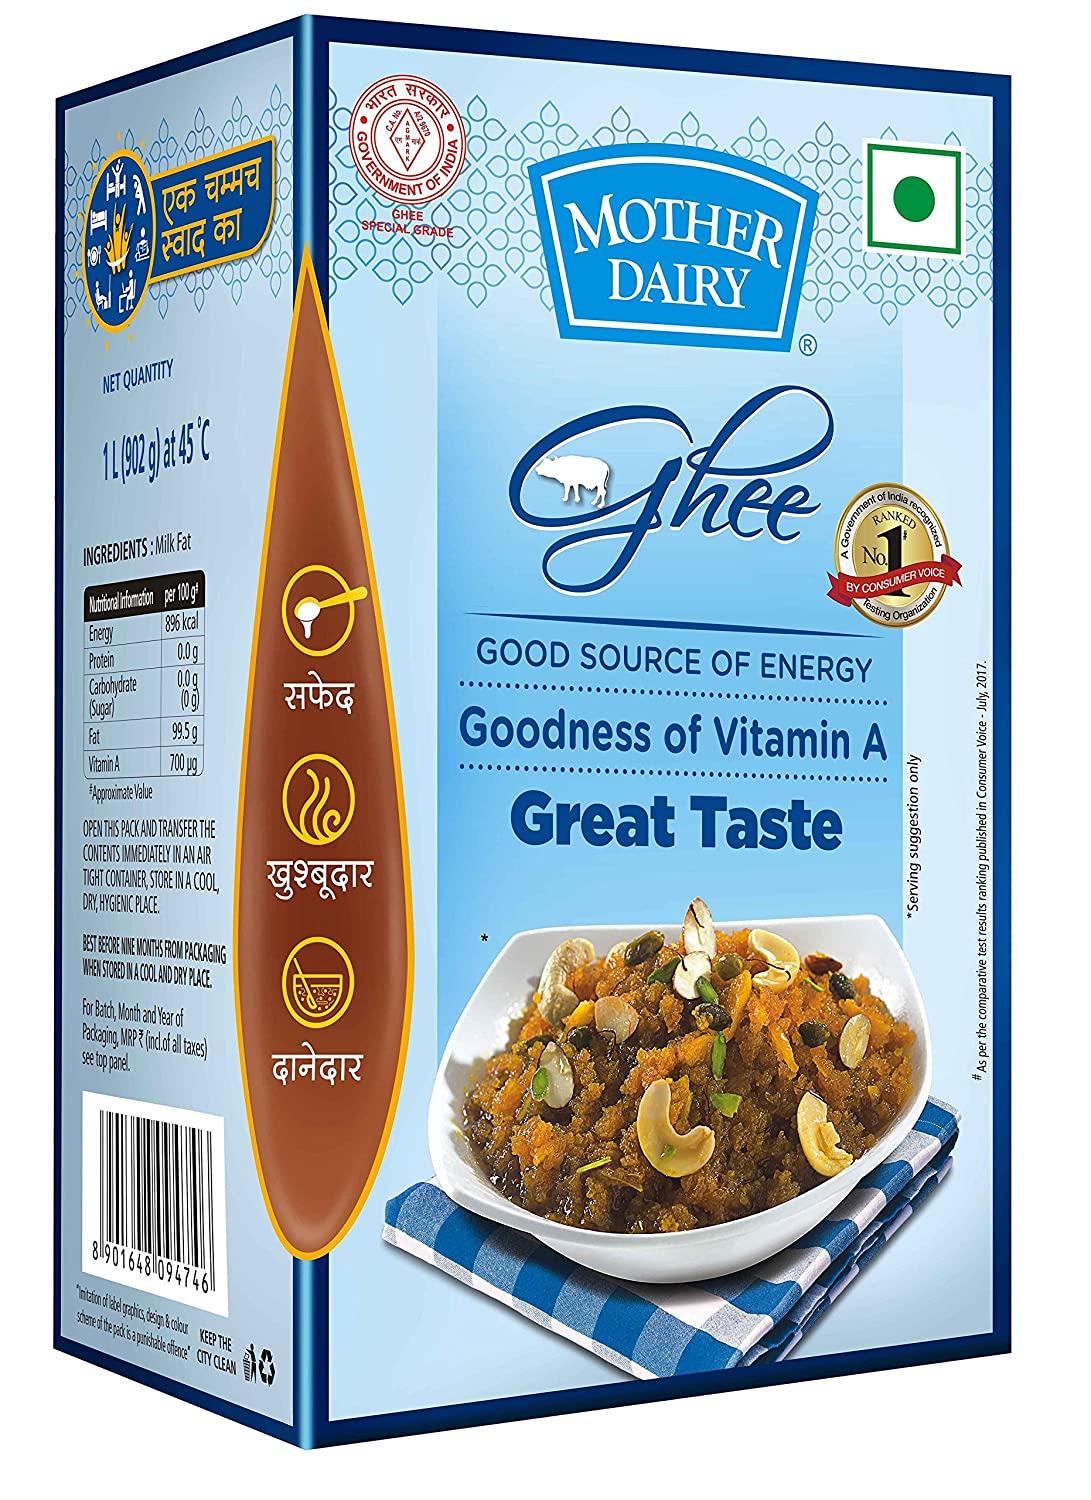 एक चम्मच
स्वाद का
NET QUANTITY
1 L (902 g) at 45 °C
INGREDIENTS : Milk Fat
Nutritional Information per 100 g‡
Energy 896 kcal
Protein 0.0 g
Carbohydrate 0.0 g
(Sugar) (0 g)
Fat 99.5 g
Vitamin A 700 µg
‡Approximate Value
OPEN THIS PACK AND TRANSFER THE
CONTENTS IMMEDIATELY IN AN AIR
TIGHT CONTAINER, STORE IN A COOL,
DRY, HYGIENIC PLACE.
BEST BEFORE NINE MONTHS FROM PACKAGING
WHEN STORED IN A COOL AND DRY PLACE.
For Batch, Month and Year of
Packaging, MRP ₹ (incl.of all taxes)
see top panel.
8 901648 094746
"Imitation of label graphics, design & colour
scheme of the pack is a punishable offence"
KEEP THE
CITY CLEAN
सफेद
खुश्बूदार
दानेदार
भारत सरकार
C.A. No. A/2 9670
AGMARK
एग मार्क
GOVERNMENT OF INDIA
GHEE
SPECIAL GRADE
MOTHER
DAIRY
®
Ghee
A Government of India recognized
RANKED
No.1#
BY CONSUMER VOICE
Testing Organization
GOOD SOURCE OF ENERGY
Goodness of Vitamin A
Great Taste
*
*Serving suggestion only
# As per the comparative test results ranking published in Consumer Voice - July, 2017.